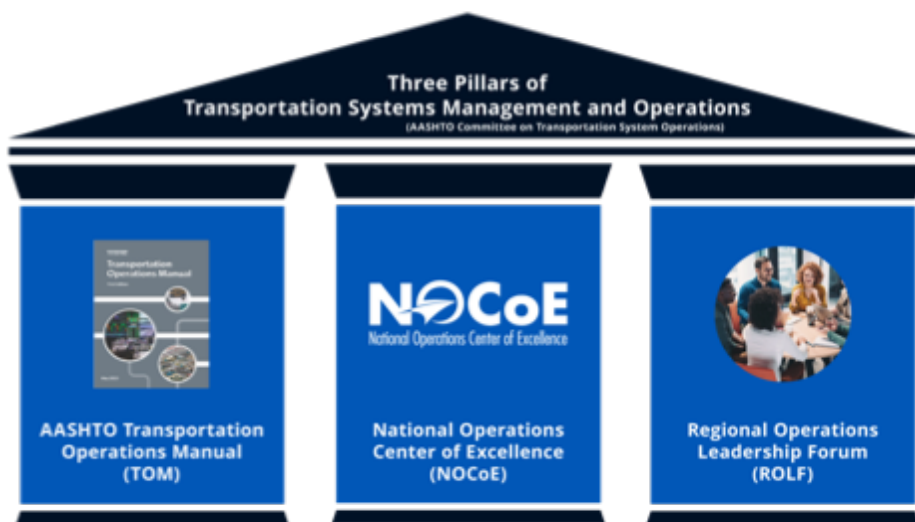 Three Pillars of
Transportation Systems Management and Operations
(AASHTO Committee on Transportation System Operations)
Transportation
Operations Manual
NOCoE
National Operations Center of Excellence
AASHTO Transportation
Operations Manual
(TOM)
National Operations
Center of Excellence
(NOCoE)
Regional Operations
Leadership Forum
(ROLF)